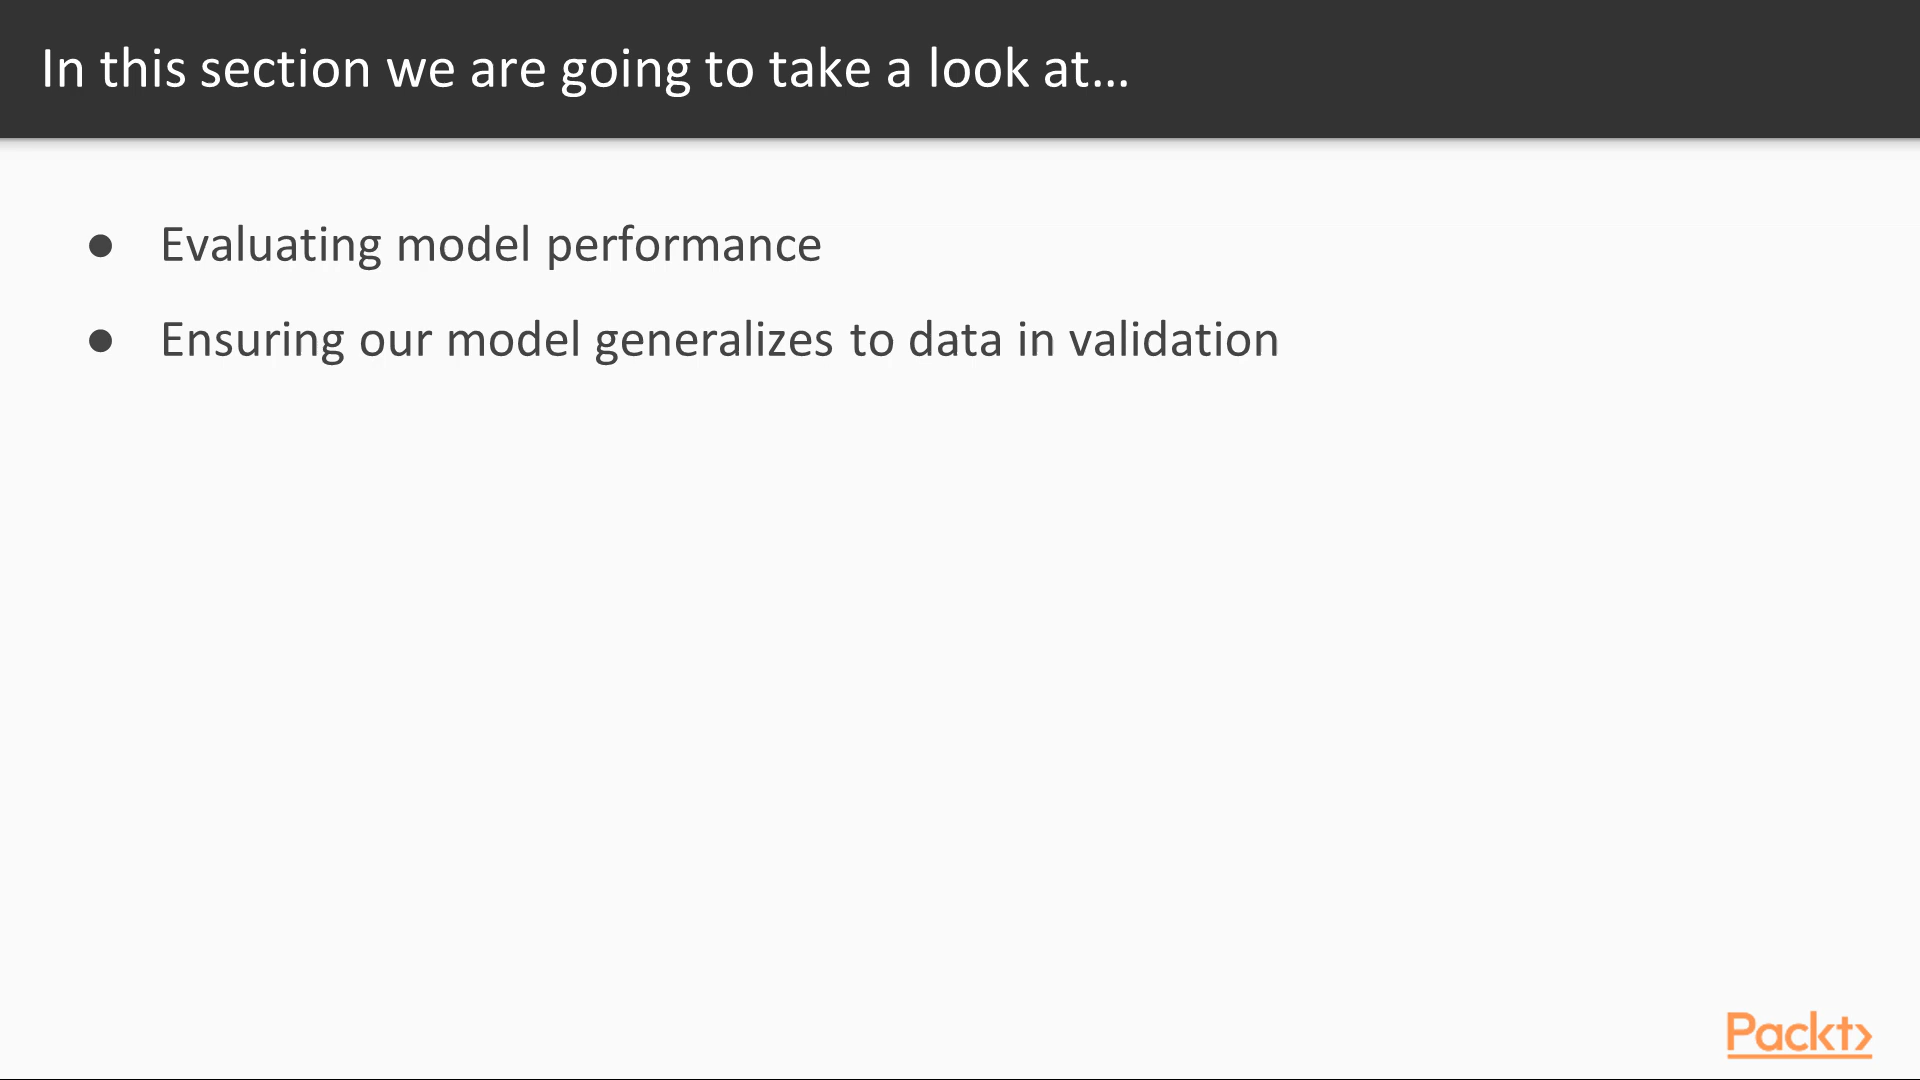 In this section we are going to take a look at…
● Evaluating model performance
● Ensuring our model generalizes to data in validation
Packt>